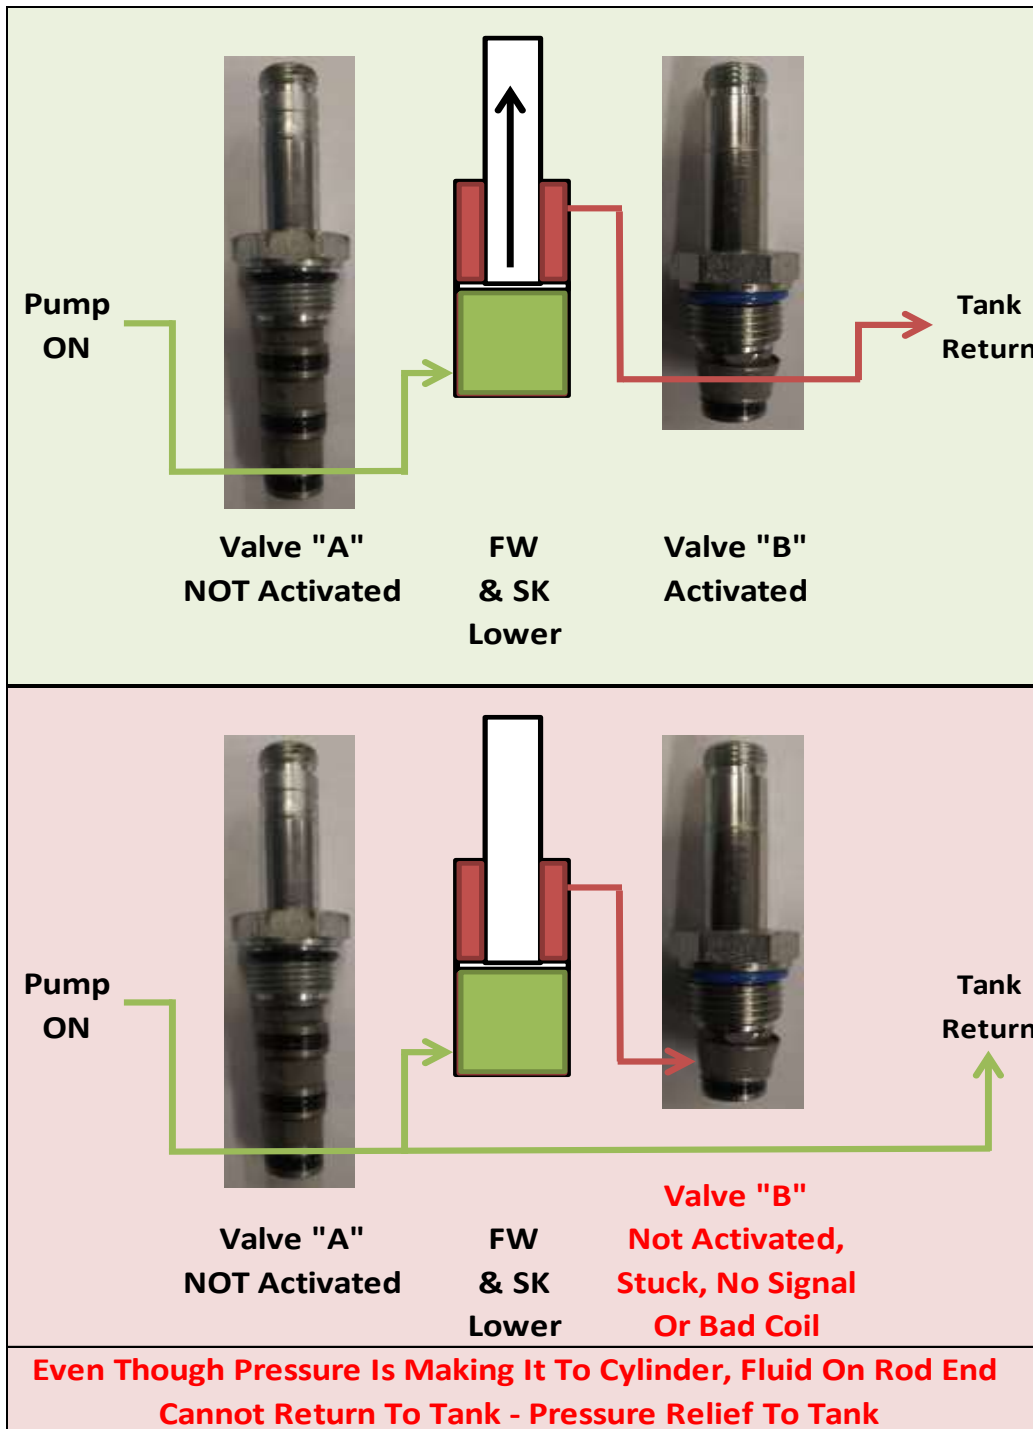 Pump
ON
Tank
Return
Valve "A"
NOT Activated
FW
& SK
Lower
Valve "B"
Activated
Pump
ON
Tank
Return
Valve "A"
NOT Activated
FW
& SK
Lower
Valve "B"
Not Activated,
Stuck, No Signal
Or Bad Coil
Even Though Pressure Is Making It To Cylinder, Fluid On Rod End
Cannot Return To Tank - Pressure Relief To Tank